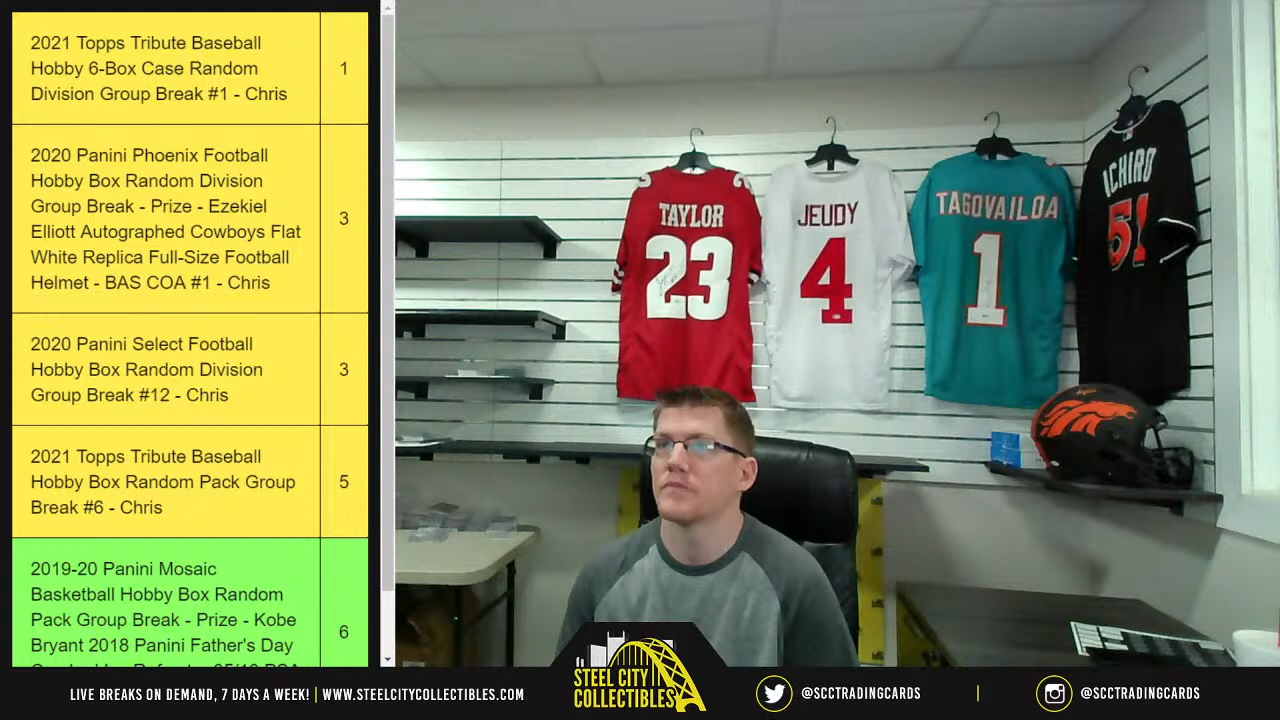 2021 Topps Tribute Baseball
Hobby 6-Box Case Random
Division Group Break #1 - Chris
1
2020 Panini Phoenix Football
Hobby Box Random Division
Group Break - Prize - Ezekiel
Elliott Autographed Cowboys Flat
White Replica Full-Size Football
Helmet - BAS COA #1 - Chris
3
2020 Panini Select Football
Hobby Box Random Division
Group Break #12 - Chris
3
2021 Topps Tribute Baseball
Hobby Box Random Pack Group
Break #6 - Chris
5
2019-20 Panini Mosaic
Basketball Hobby Box Random
Pack Group Break - Prize - Kobe
Bryant 2018 Panini Father's Day
6
TAYLOR
23
JEUDY
4
TAGOVAILOA
1
ICHIRO
51
LIVE BREAKS ON DEMAND, 7 DAYS A WEEK! | WWW.STEELCITYCOLLECTIBLES.COM
STEEL CITY
COLLECTIBLES
@SCCTRADINGCARDS
|
@SCCTRADINGCARDS